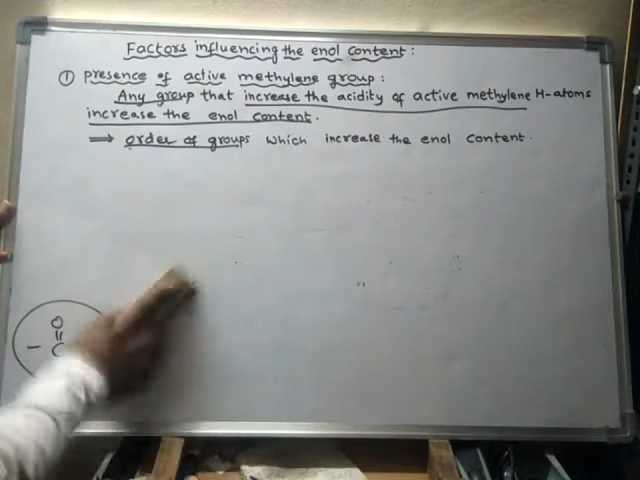 Factors influencing the enol content :
① presence of active methylene group :
Any group that increase the acidity of active methylene H-atoms
increase the enol content.
⟹ order of groups which increase the enol content.
O
||
— C